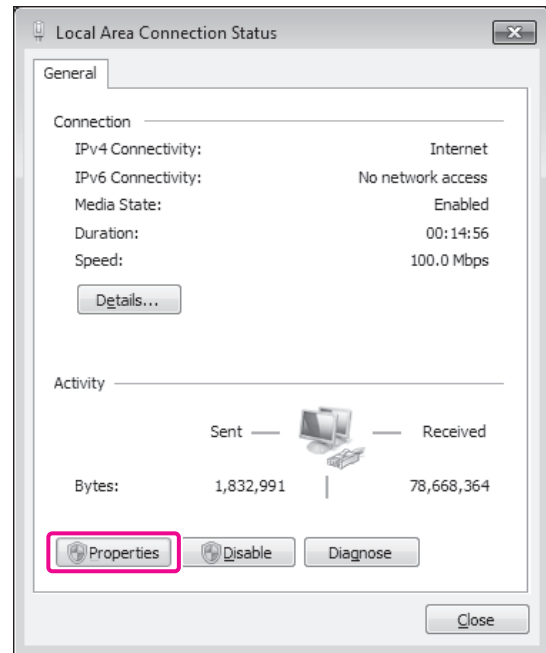 Local Area Connection Status
General
Connection
IPv4 Connectivity: Internet
IPv6 Connectivity: No network access
Media State: Enabled
Duration: 00:14:56
Speed: 100.0 Mbps
Details...
Activity
Sent Received
Bytes: 1,832,991 78,668,364
Properties Disable Diagnose
Close